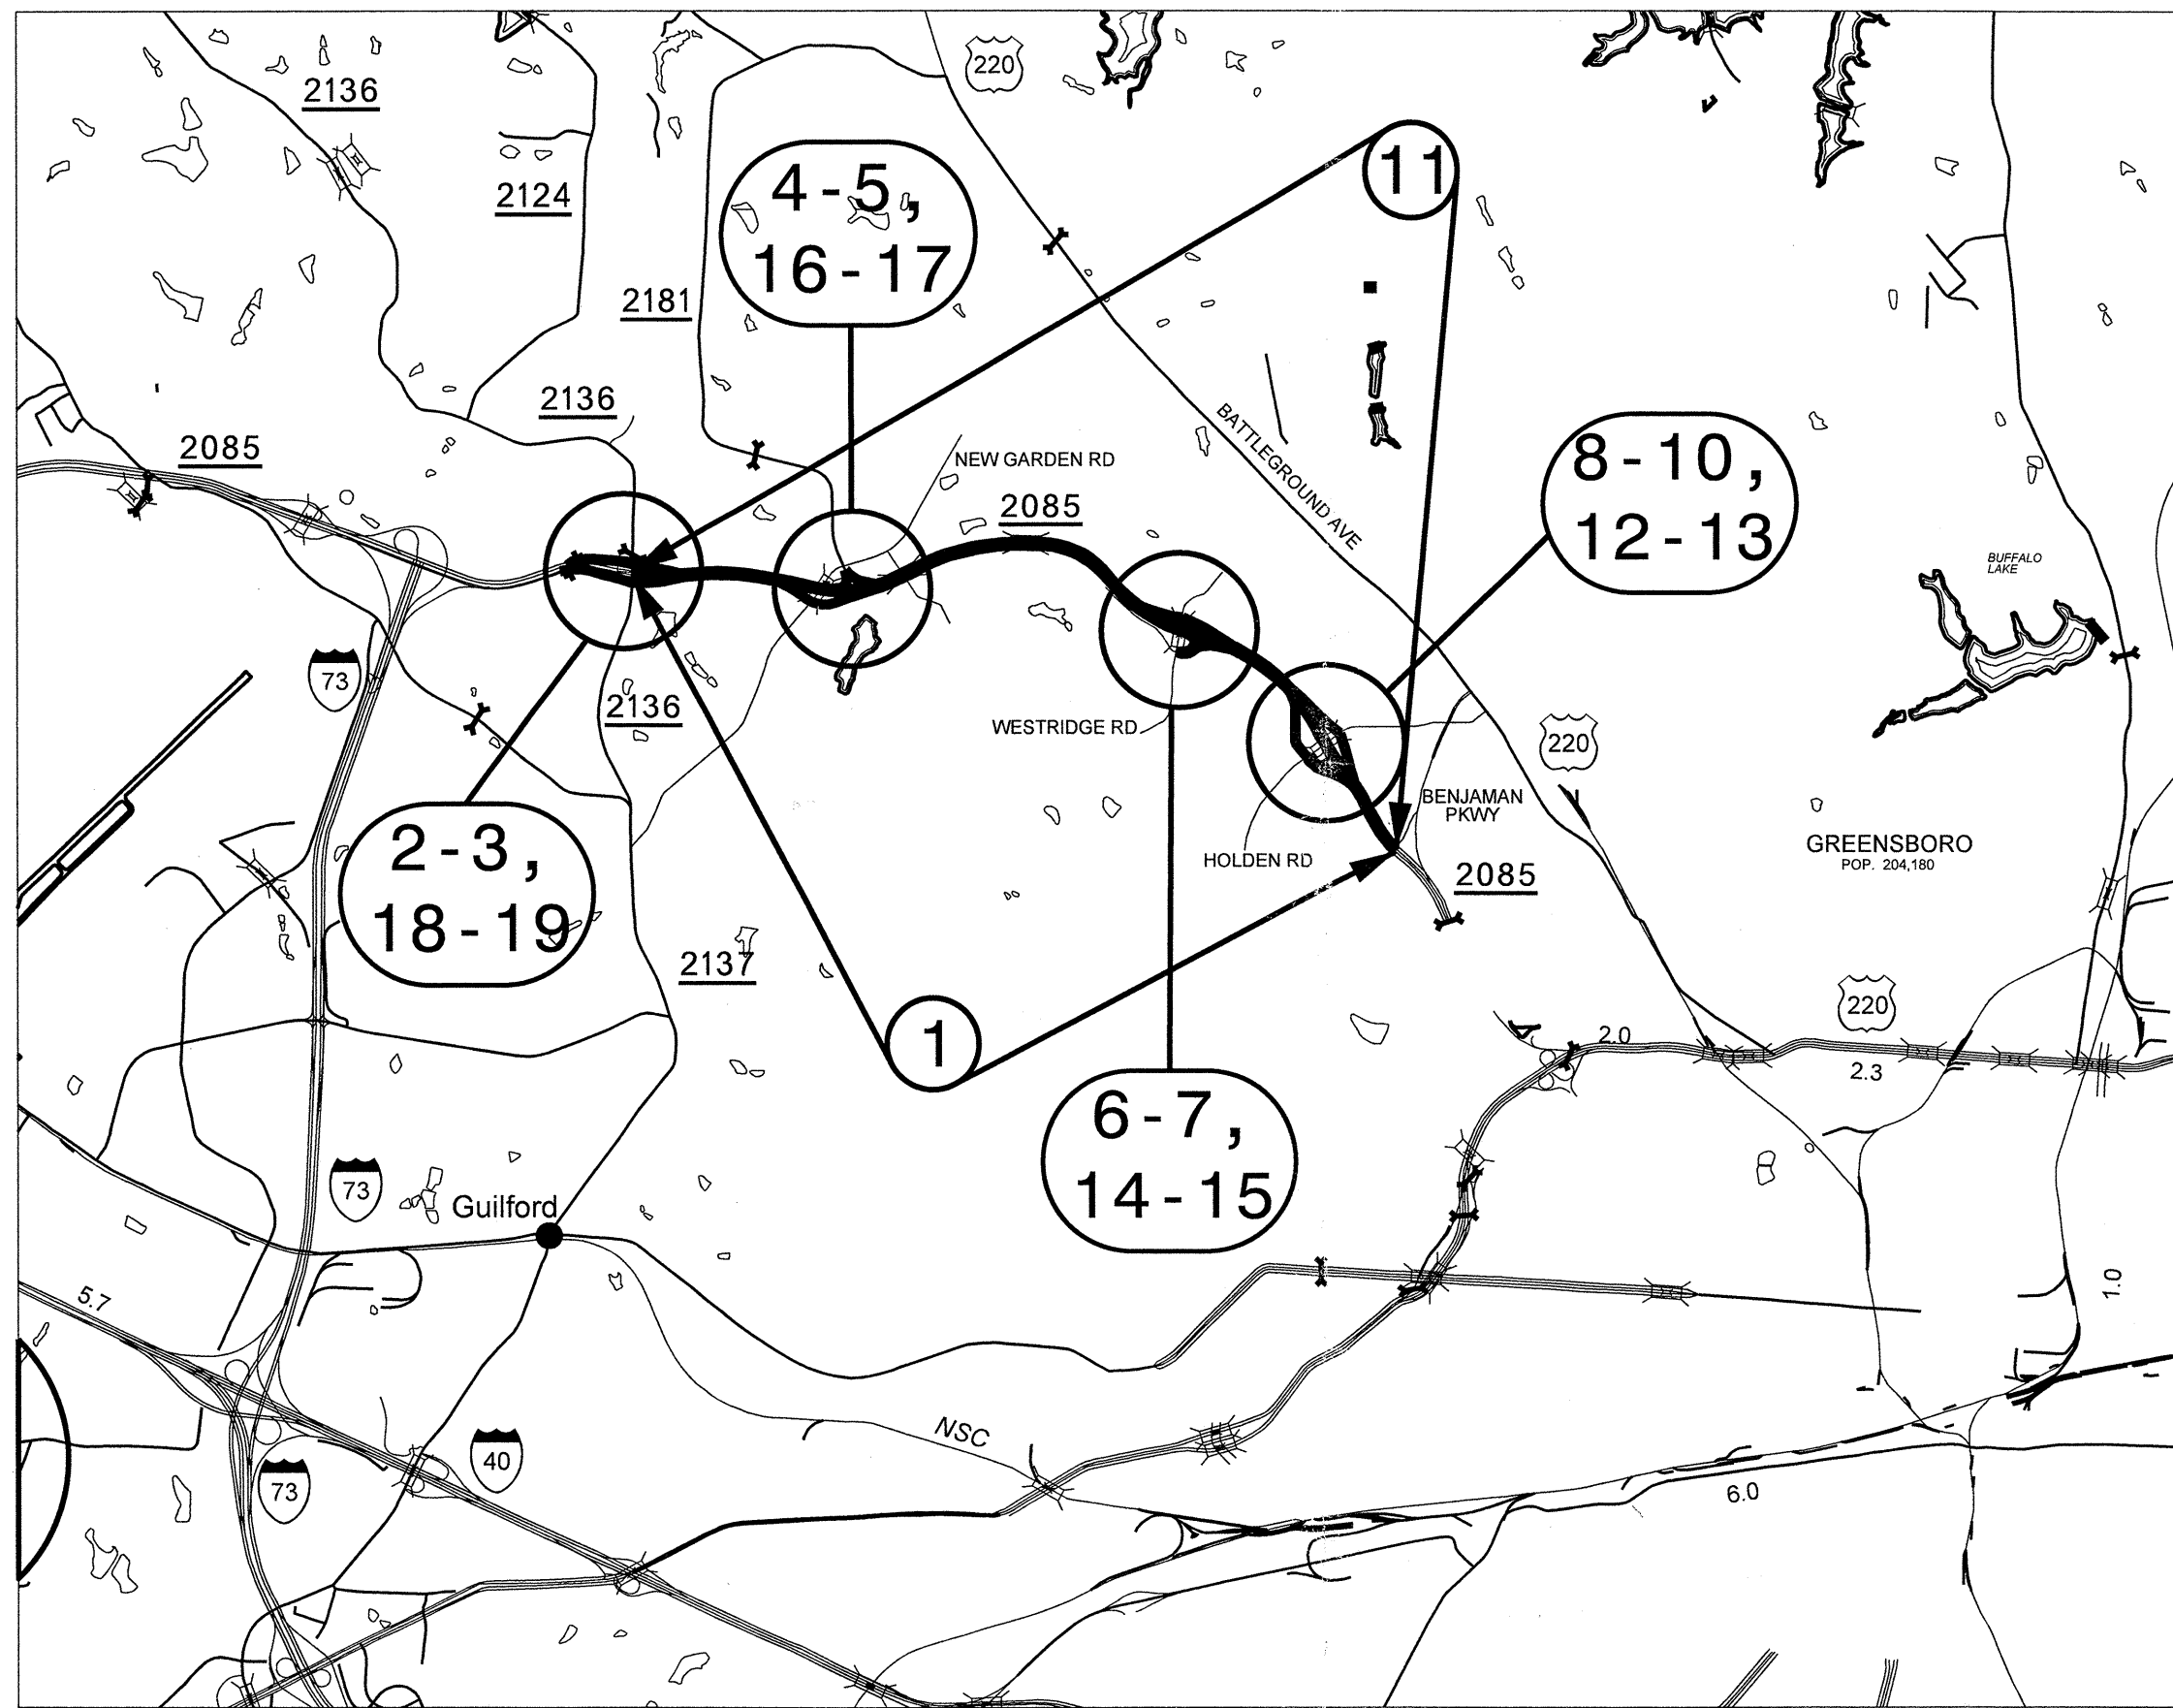 220
2136
11
4-5,
16-17
2124
2181
2136
BATTLEGROUND AVE
8-10,
12-13
2085
NEW GARDEN RD
2085
BUFFALO
LAKE
73
2136
WESTRIDGE RD
220
BENJAMAN
PKWY
2-3,
18-19
HOLDEN RD
2085
GREENSBORO
POP. 204,180
2137
1
220
2.0
2.3
6-7,
14-15
73
Guilford
5.7
1.0
NSC
40
73
6.0